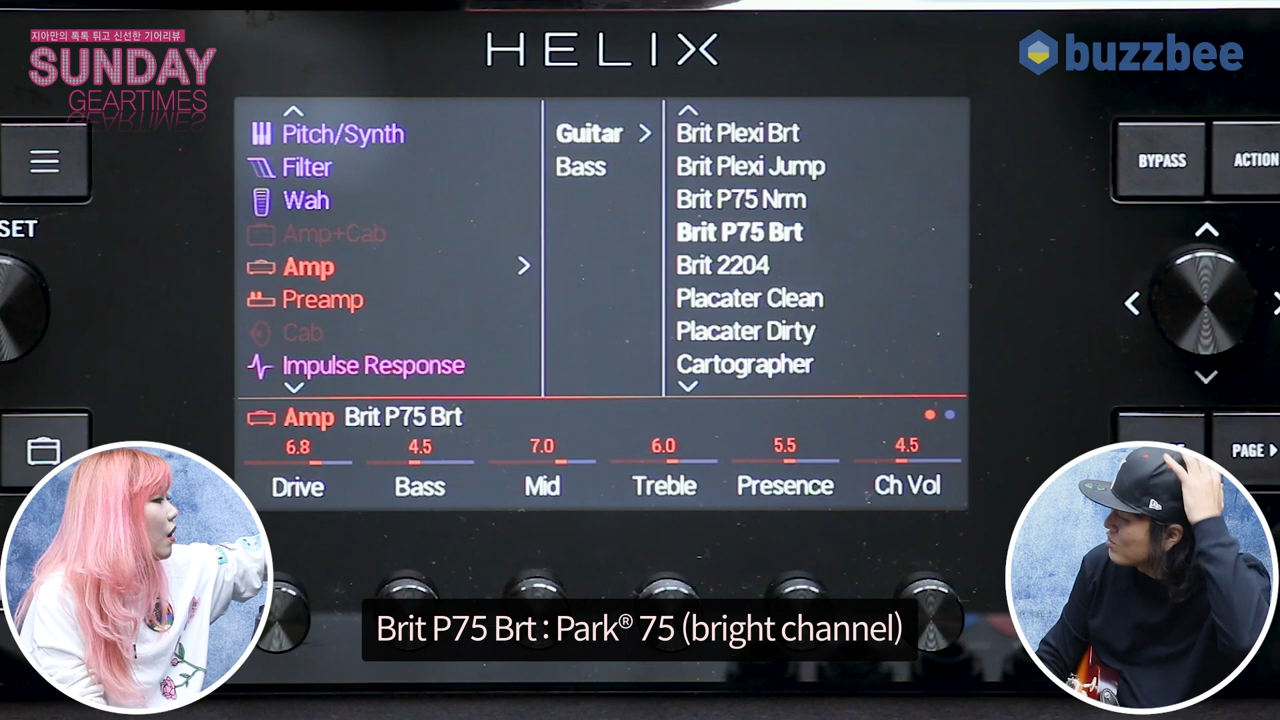 지아만의 톡톡 튀고 신선한 기어리뷰
SUNDAY
GEARTIMES
HELIX
buzzbee
Pitch/Synth
Filter
Wah
Amp+Cab
Amp
Preamp
Cab
Impulse Response
Guitar
Bass
Brit Plexi Brt
Brit Plexi Jump
Brit P75 Nrm
Brit P75 Brt
Brit 2204
Placater Clean
Placater Dirty
Cartographer
Amp Brit P75 Brt
6.8 4.5 7.0 6.0 5.5 4.5
Drive Bass Mid Treble Presence Ch Vol
SET
BYPASS
ACTION
PAGE
Brit P75 Brt : Park® 75 (bright channel)